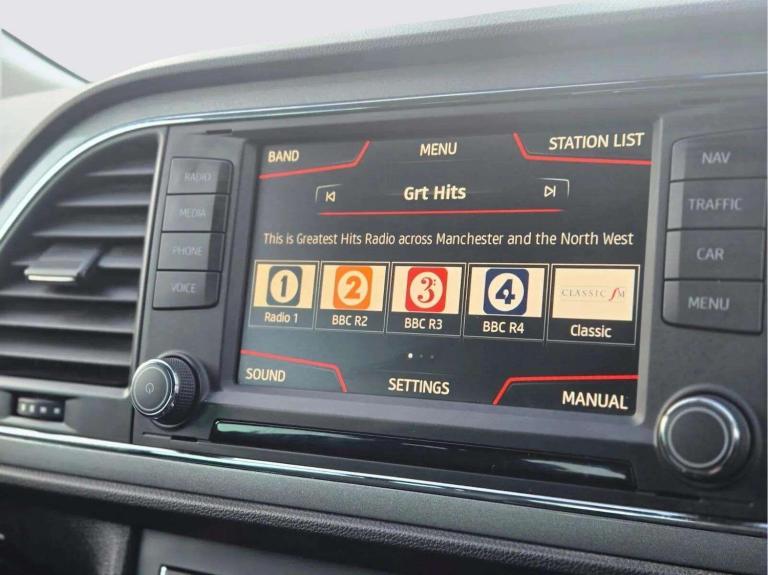 BAND
MENU
STATION LIST
Grt Hits
This is Greatest Hits Radio across Manchester and the North West
1
2
3
4
CLASSIC fM
Radio 1
BBC R2
BBC R3
BBC R4
Classic
SOUND
SETTINGS
MANUAL
RADIO
MEDIA
PHONE
VOICE
NAV
TRAFFIC
CAR
MENU